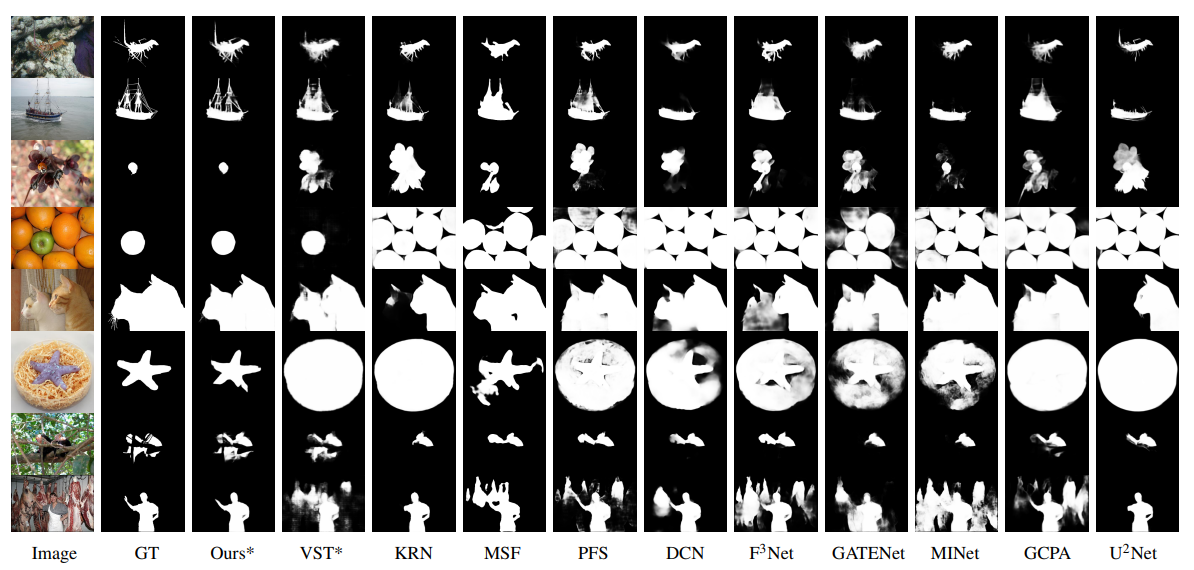 Image GT Ours* VST* KRN MSF PFS DCN F³Net GATENet MINet GCPA U²Net